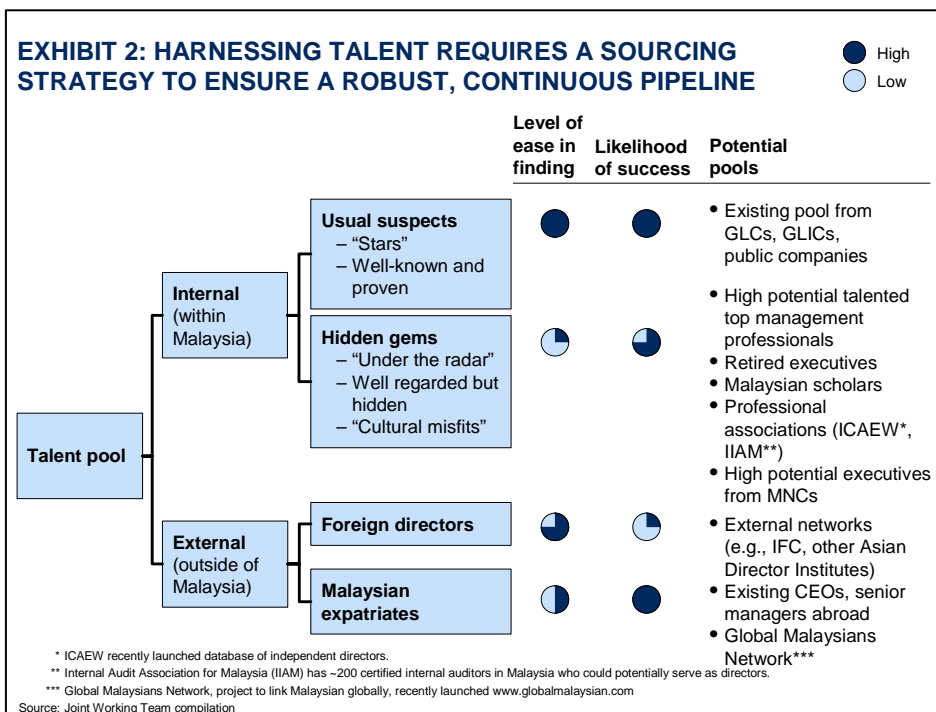 EXHIBIT 2: HARNESSING TALENT REQUIRES A SOURCING
STRATEGY TO ENSURE A ROBUST, CONTINUOUS PIPELINE
High
Low
Level of
ease in
finding
Likelihood
of success
Potential
pools
Talent pool
Internal
(within
Malaysia)
Usual suspects
– “Stars”
– Well-known and
proven
• Existing pool from
GLCs, GLICs,
public companies
Hidden gems
– “Under the radar”
– Well regarded but
hidden
– “Cultural misfits”
• High potential talented
top management
professionals
• Retired executives
• Malaysian scholars
• Professional
associations (ICAEW*,
IIAM**)
• High potential executives
from MNCs
External
(outside of
Malaysia)
Foreign directors
Malaysian
expatriates
• External networks
(e.g., IFC, other Asian
Director Institutes)
• Existing CEOs, senior
managers abroad
• Global Malaysians
Network***
* ICAEW recently launched database of independent directors.
** Internal Audit Association for Malaysia (IIAM) has ~200 certified internal auditors in Malaysia who could potentially serve as directors.
*** Global Malaysians Network, project to link Malaysian globally, recently launched www.globalmalaysian.com
Source: Joint Working Team compilation